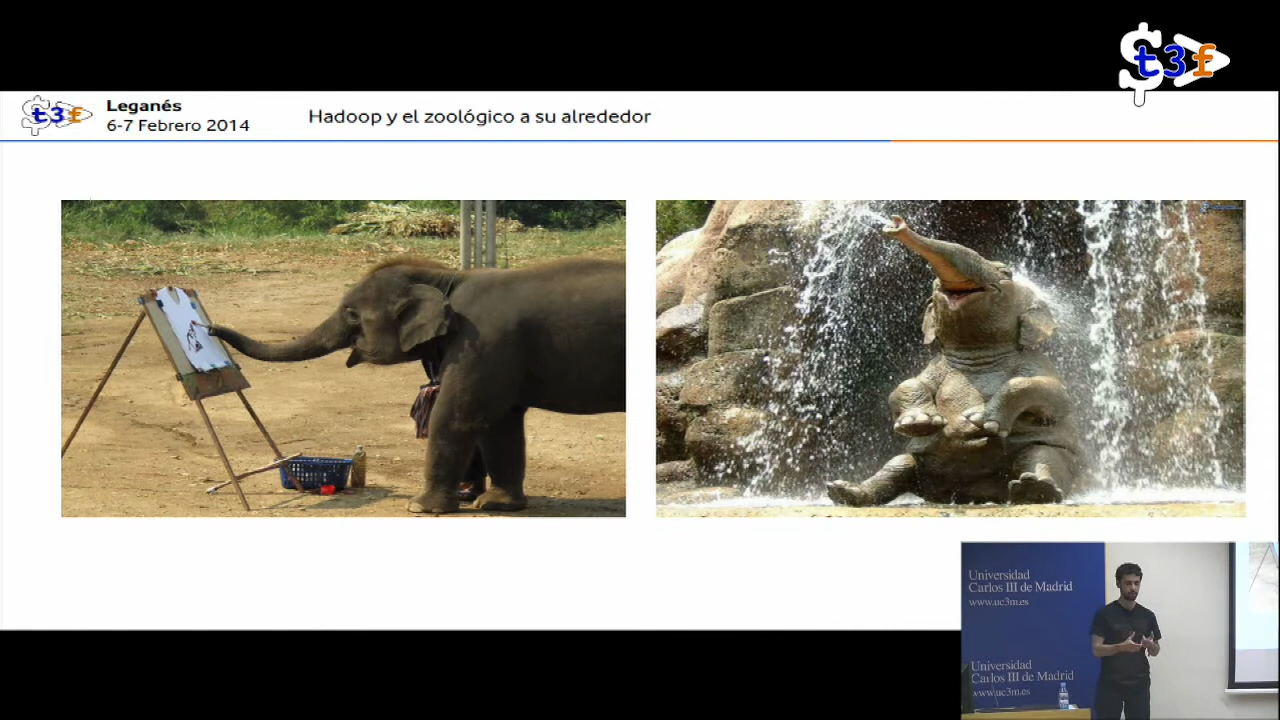 t3f
t3f
Leganés
6-7 Febrero 2014
Hadoop y el zoológico a su alrededor
Universidad
Carlos III de Madrid
www.uc3m.es
Universidad
Carlos III de Madrid
www.uc3m.es